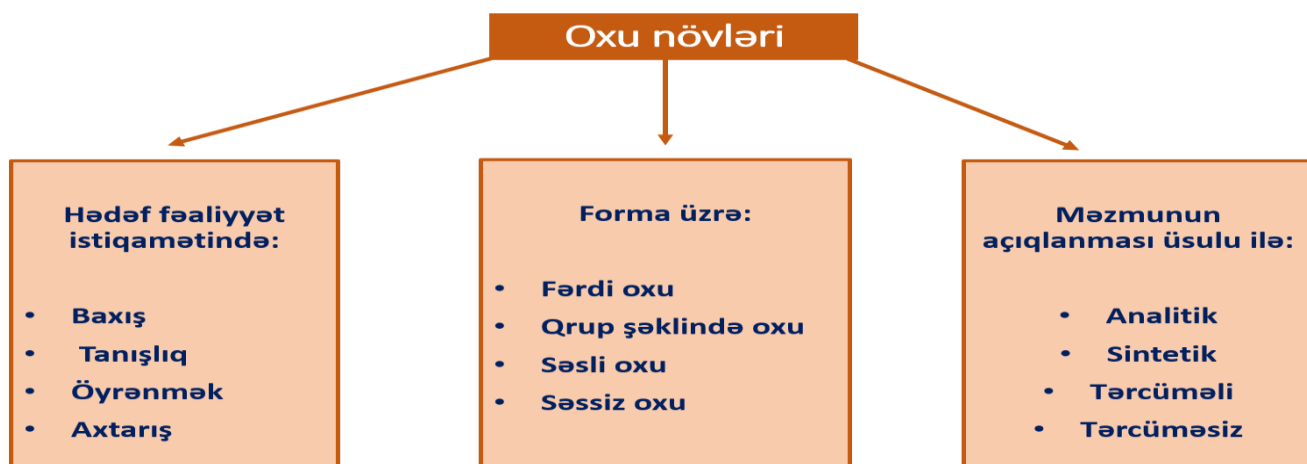 Oxu növləri
Hədəf fəaliyyət
istiqamətində:
• Baxış
• Tanışlıq
• Öyrənmək
• Axtarış
Forma üzrə:
• Fərdi oxu
• Qrup şəklində oxu
• Səsli oxu
• Səssiz oxu
Məzmunun
açıqlanması üsulu ilə:
• Analitik
• Sintetik
• Tərcüməli
• Tərcüməsiz